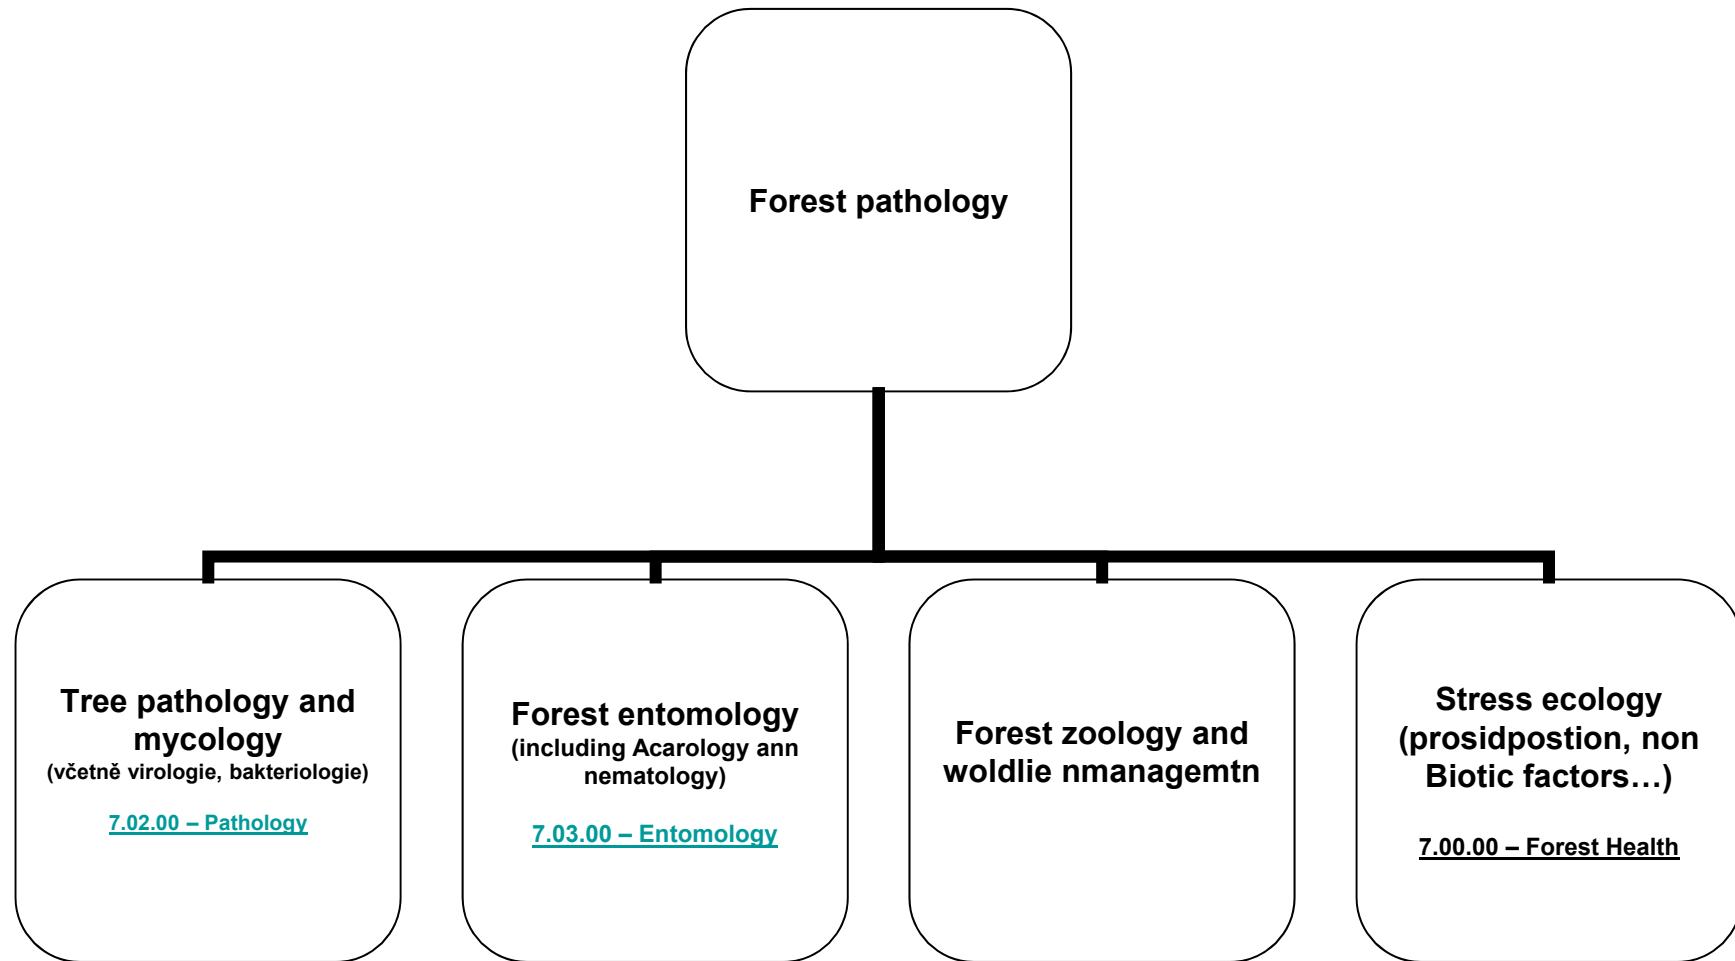 Forest pathology
Tree pathology and
mycology
(včetně virologie, bakteriologie)
7.02.00 – Pathology
Forest entomology
(including Acarology ann
nematology)
7.03.00 – Entomology
Forest zoology and
woldlie nmanagemtn
Stress ecology
(prosidpostion, non
Biotic factors…)
7.00.00 – Forest Health